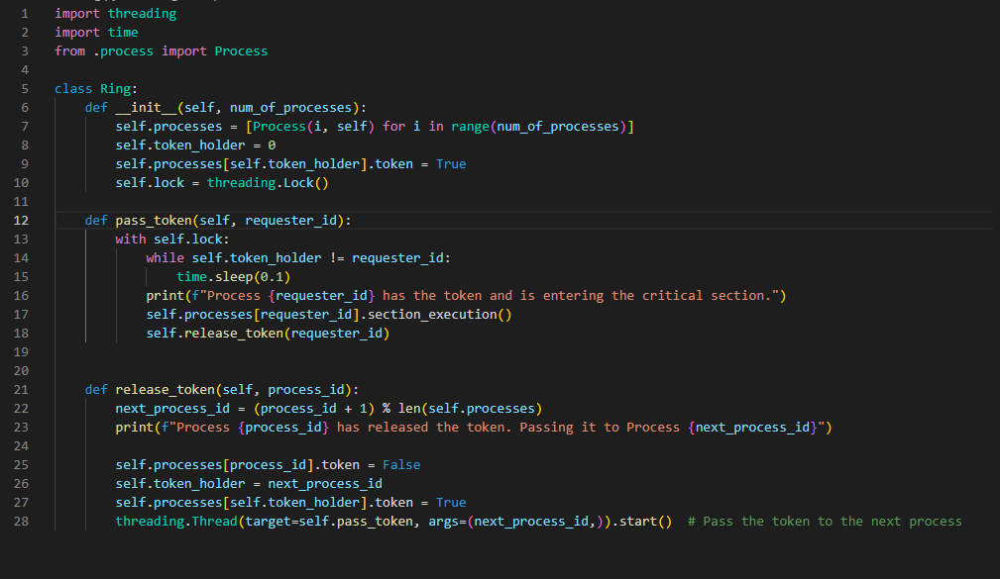 1 import threading
2 import time
3 from .process import Process
4
5 class Ring:
6     def __init__(self, num_of_processes):
7         self.processes = [Process(i, self) for i in range(num_of_processes)]
8         self.token_holder = 0
9         self.processes[self.token_holder].token = True
10         self.lock = threading.Lock()
11
12     def pass_token(self, requester_id):
13         with self.lock:
14             while self.token_holder != requester_id:
15                 time.sleep(0.1)
16             print(f"Process {requester_id} has the token and is entering the critical section.")
17             self.processes[requester_id].section_execution()
18             self.release_token(requester_id)
19
20
21     def release_token(self, process_id):
22         next_process_id = (process_id + 1) % len(self.processes)
23         print(f"Process {process_id} has released the token. Passing it to Process {next_process_id}")
24
25         self.processes[process_id].token = False
26         self.token_holder = next_process_id
27         self.processes[self.token_holder].token = True
28         threading.Thread(target=self.pass_token, args=(next_process_id,)).start()  # Pass the token to the next process